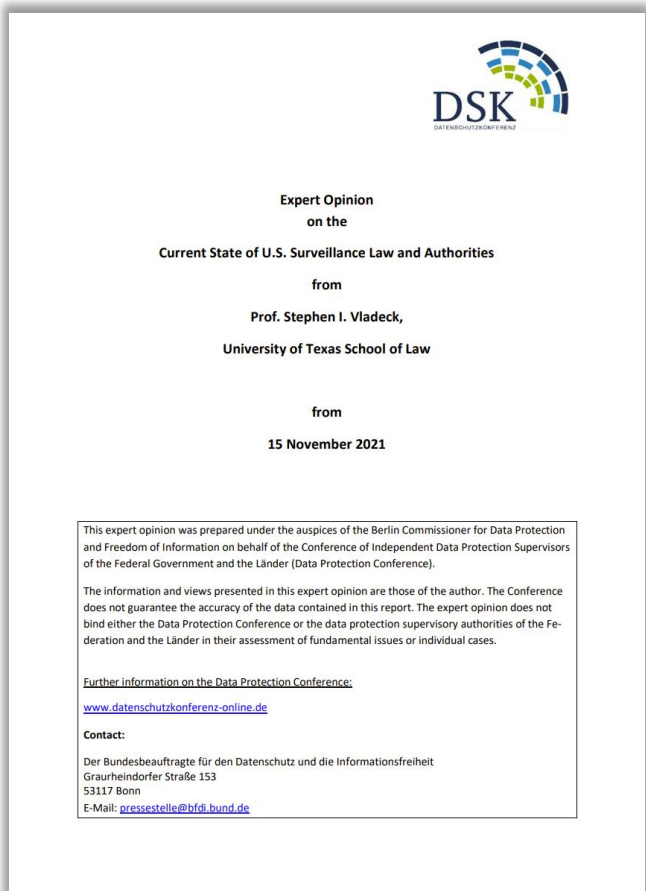 DSK
DATENSCHUTZKONFERENZ
Expert Opinion
on the
Current State of U.S. Surveillance Law and Authorities
from
Prof. Stephen I. Vladeck,
University of Texas School of Law
from
15 November 2021
This expert opinion was prepared under the auspices of the Berlin Commissioner for Data Protection
and Freedom of Information on behalf of the Conference of Independent Data Protection Supervisors
of the Federal Government and the Länder (Data Protection Conference).
The information and views presented in this expert opinion are those of the author. The Conference
does not guarantee the accuracy of the data contained in this report. The expert opinion does not
bind either the Data Protection Conference or the data protection supervisory authorities of the Fe-
deration and the Länder in their assessment of fundamental issues or individual cases.
Further information on the Data Protection Conference:
www.datenschutzkonferenz-online.de
Contact:
Der Bundesbeauftragte für den Datenschutz und die Informationsfreiheit
Graurheindorfer Straße 153
53117 Bonn
E-Mail: pressestelle@bfdi.bund.de